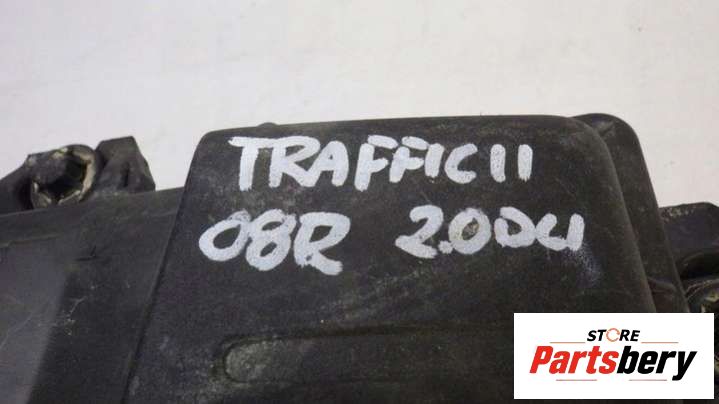 TRAFFIC II
08R 2.0DCI
STORE
Partsbery